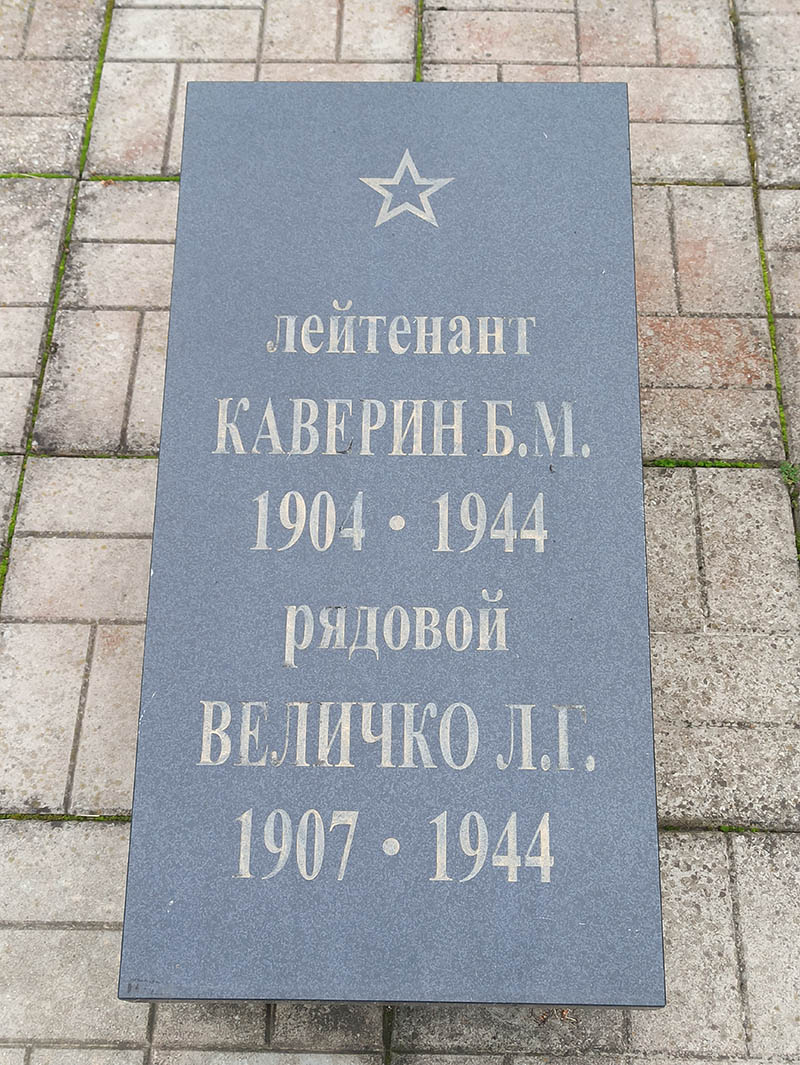 лейтенант
КАВЕРИН Б.М.
1904 • 1944
рядовой
ВЕЛИЧКО Л.Г.
1907 • 1944